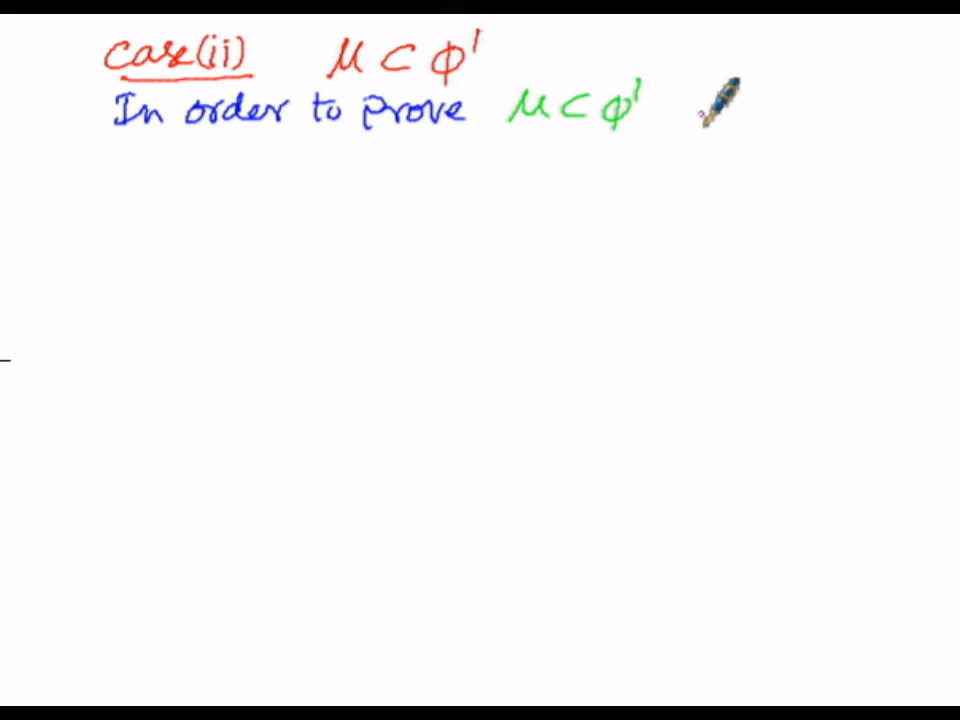 Case(ii) μ ⊂ φ'
In order to prove μ ⊂ φ'